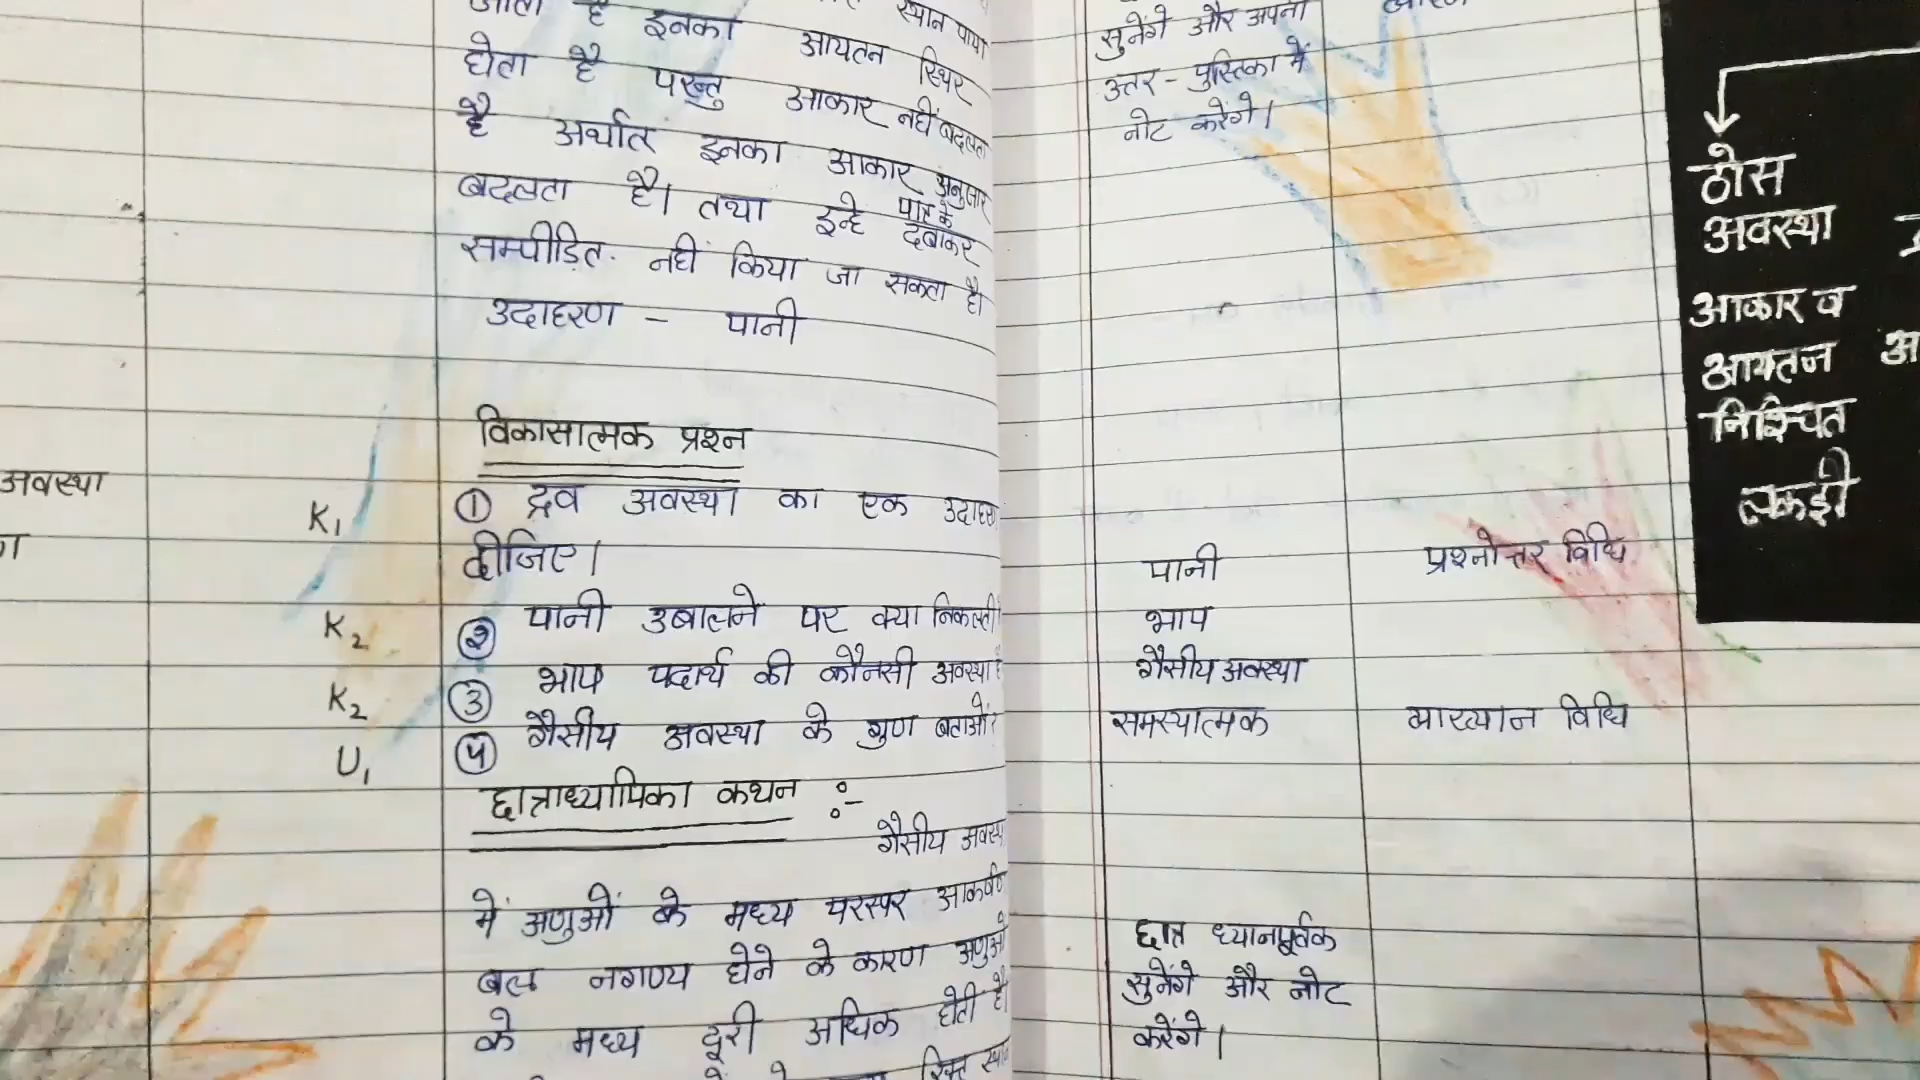 अवस्था
स्थान पाया
जाता है इनका आयतन स्थिर
होता है परन्तु आकार नहीं बदलता
है अर्थात इनका आकार अनुसार
पात्र के
बदलता है। तथा इन्हे दबाकर
सम्पीडित नहीं किया जा सकता है।
उदाहरण - पानी
विकासात्मक प्रश्न
K1 ① द्रव अवस्था का एक
दीजिए।
K2 ② पानी उबालने पर क्या निकलती
K2 ③ भाप पदार्थ की कौनसी अवस्था है
U1 ④ गैसीय अवस्था के गुण बताओ?
छात्राध्यापिका कथन :-
गैसीय
में अणुओं के मध्य परस्पर आकर्षण
बल नगण्य होने के कारण अणुओ
के मध्य दूरी अधिक होती है
रिक्त
सुनेंगे और अपनी
उत्तर - पुस्तिका में
नोट करेंगे।
पानी प्रश्नोत्तर विधि
भाप
गैसीय अवस्था
समस्यात्मक व्याख्यान विधि
छात्र ध्यानपूर्वक
सुनेंगे और नोट
करेंगे।
ठोस
अवस्था
आकार व
आयतन
निश्चित
लकड़ी